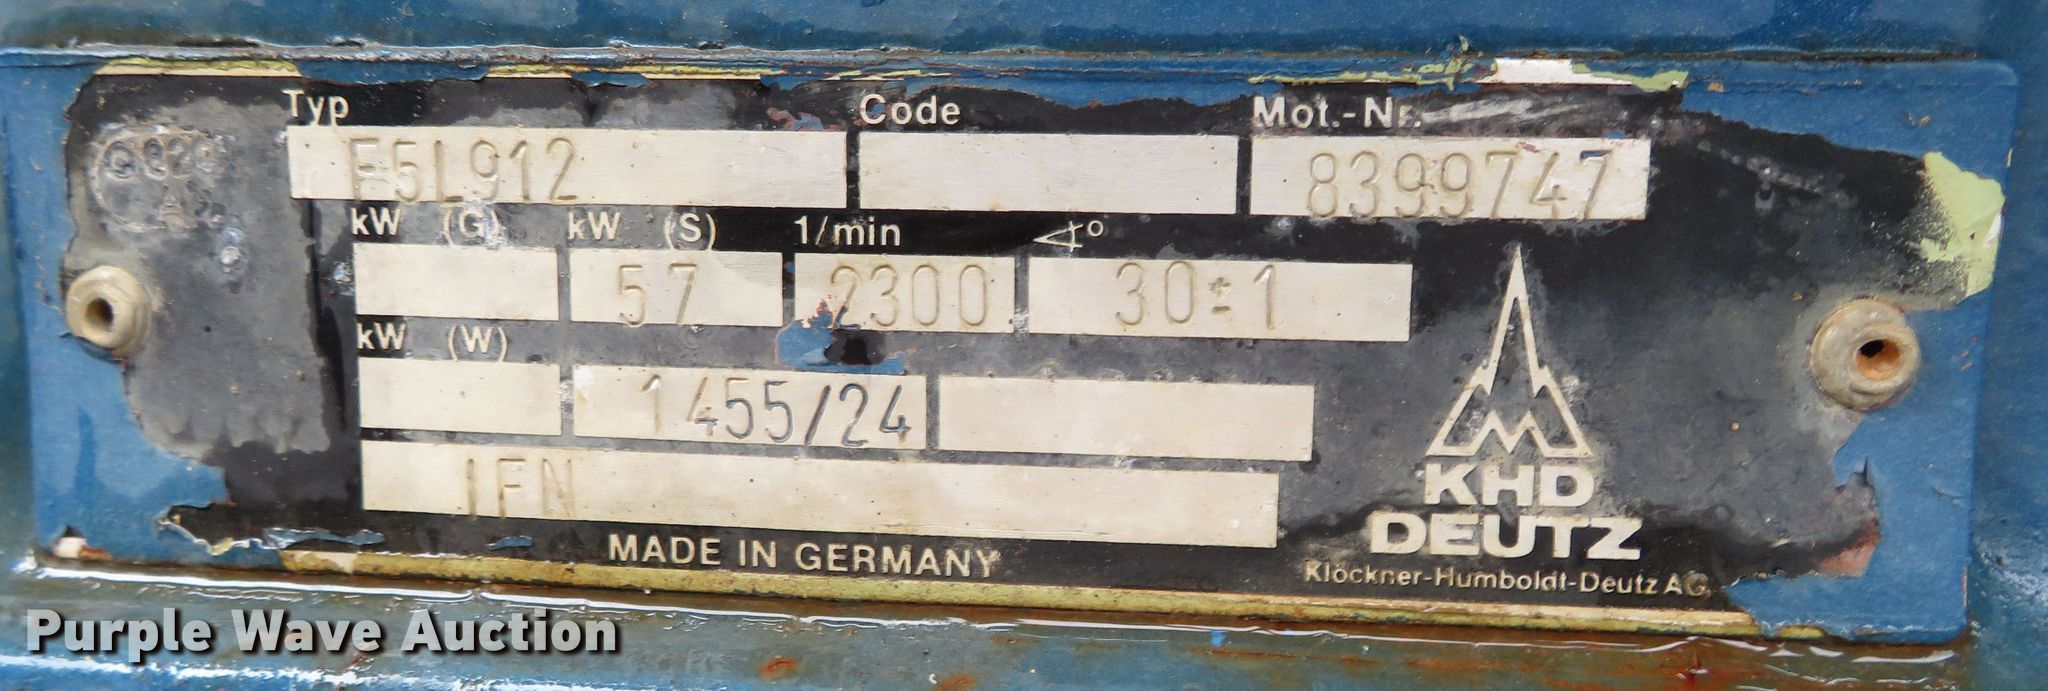 Typ Code Mot.-Nr.
F5L912 8399747
kW (G) kW (S) 1/min ∢°
57 2300 30±1
kW (W)
1455/24
IFN
MADE IN GERMANY
KHD
DEUTZ
Klöckner-Humboldt-Deutz AG
Purple Wave Auction